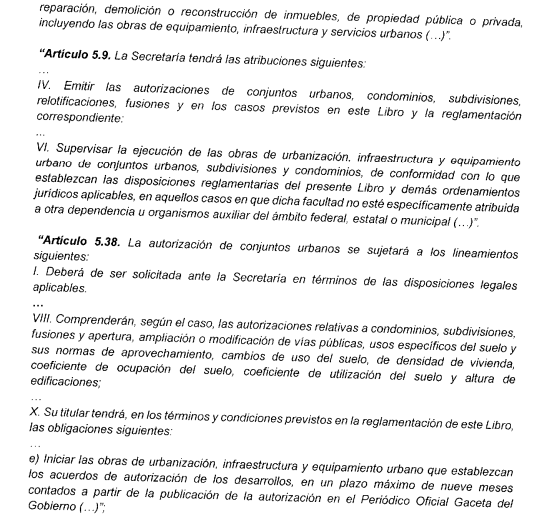 reparación, demolición o reconstrucción de inmuebles, de propiedad pública o privada,
incluyendo las obras de equipamiento, infraestructura y servicios urbanos (…)”.
“Artículo 5.9. La Secretaría tendrá las atribuciones siguientes:
…
IV. Emitir las autorizaciones de conjuntos urbanos, condominios, subdivisiones,
relotificaciones, fusiones y en los casos previstos en este Libro y la reglamentación
correspondiente:
...
VI. Supervisar la ejecución de las obras de urbanización, infraestructura y equipamiento
urbano de conjuntos urbanos, subdivisiones y condominios, de conformidad con lo que
establezcan las disposiciones reglamentarias del presente Libro y demás ordenamientos
jurídicos aplicables, en aquellos casos en que dicha facultad no esté específicamente atribuida
a otra dependencia u organismos auxiliar del ámbito federal, estatal o municipal (…)”.
“Artículo 5.38. La autorización de conjuntos urbanos se sujetará a los lineamientos
siguientes:
I. Deberá de ser solicitada ante la Secretaría en términos de las disposiciones legales
aplicables.
…
VIII. Comprenderán, según el caso, las autorizaciones relativas a condominios, subdivisiones,
fusiones y apertura, ampliación o modificación de vías públicas, usos específicos del suelo y
sus normas de aprovechamiento, cambios de uso del suelo, de densidad de vivienda,
coeficiente de ocupación del suelo, coeficiente de utilización del suelo y altura de
edificaciones;
…
X. Su titular tendrá, en los términos y condiciones previstos en la reglamentación de este Libro,
las obligaciones siguientes:
…
e) Iniciar las obras de urbanización, infraestructura y equipamiento urbano que establezcan
los acuerdos de autorización de los desarrollos, en un plazo máximo de nueve meses
contados a partir de la publicación de la autorización en el Periódico Oficial Gaceta del
Gobierno (…)”;